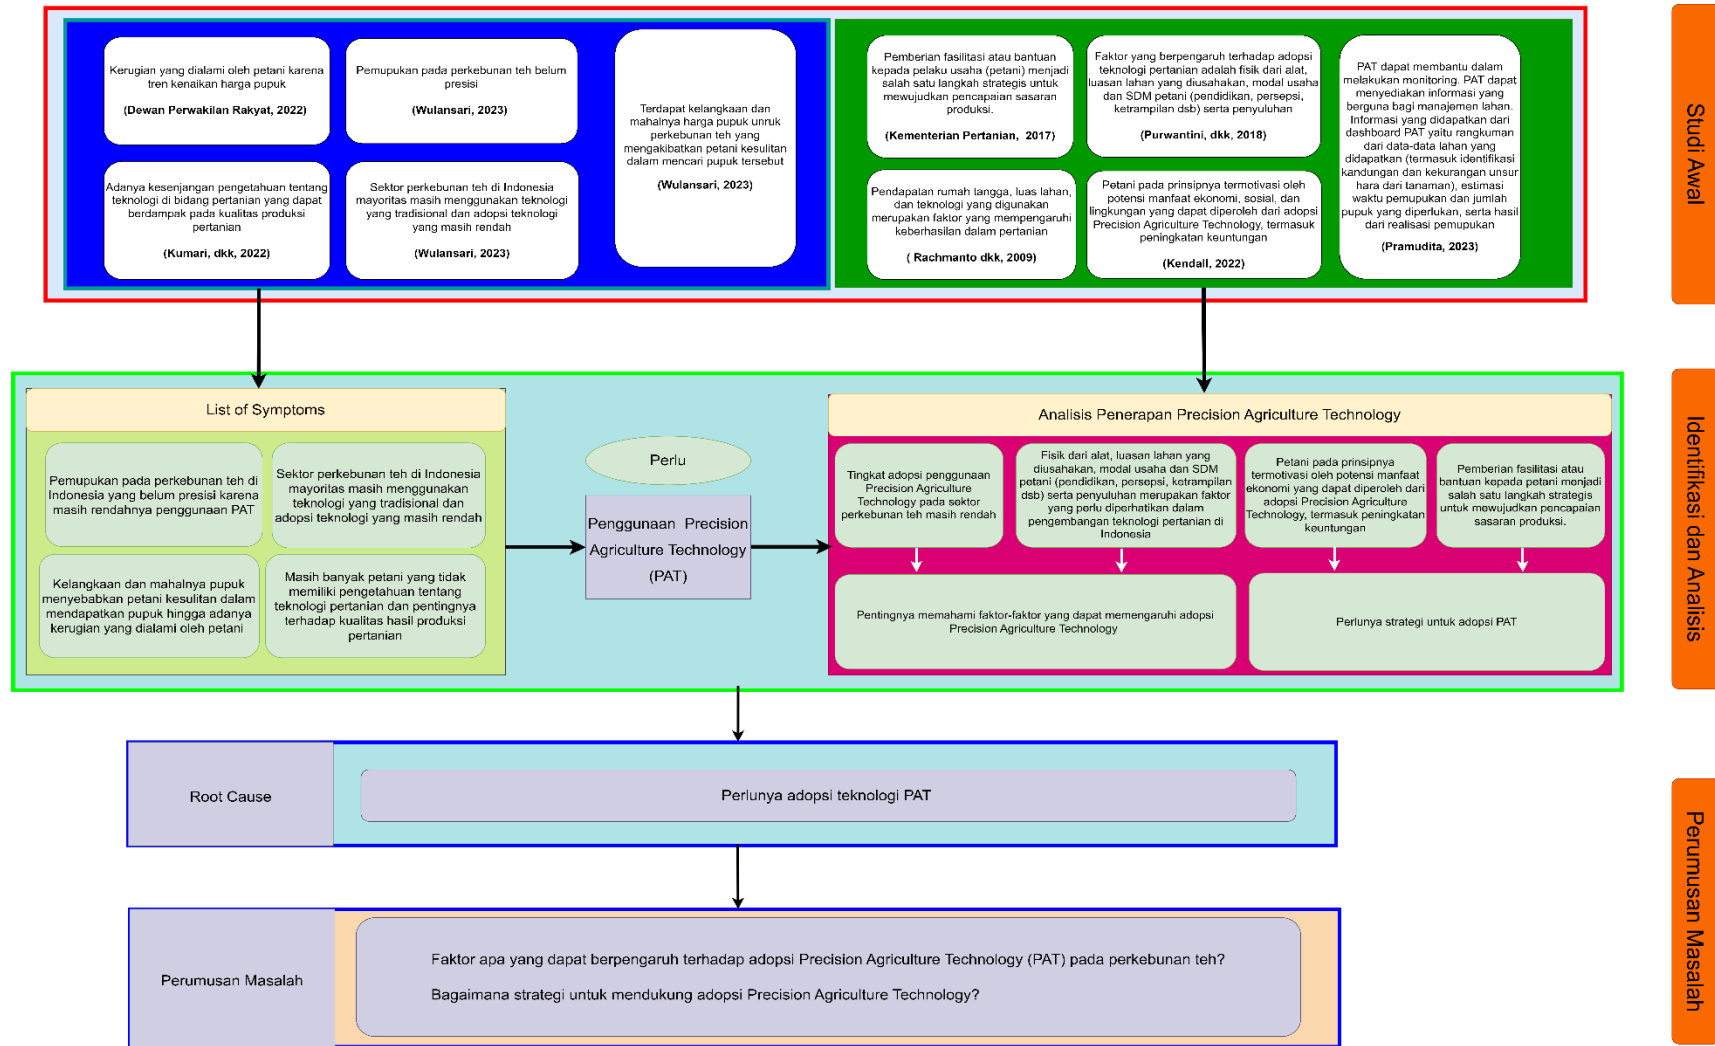 Kerugian yang dialami oleh petani karena
tren kenaikan harga pupuk
(Dewan Perwakilan Rakyat, 2022)
Pemupukan pada perkebunan teh belum
presisi
(Wulansari, 2023)
Terdapat kelangkaan dan
mahalnya harga pupuk unruk
perkebunan teh yang
mengakibatkan petani kesulitan
dalam mencari pupuk tersebut
(Wulansari, 2023)
Adanya kesenjangan pengetahuan tentang
teknologi di bidang pertanian yang dapat
berdampak pada kualitas produksi
pertanian
(Kumari, dkk, 2022)
Sektor perkebunan teh di Indonesia
mayoritas masih menggunakan teknologi
yang tradisional dan adopsi teknologi
yang masih rendah
(Wulansari, 2023)
Pemberian fasilitasi atau bantuan
kepada pelaku usaha (petani) menjadi
salah satu langkah strategis untuk
mewujudkan pencapaian sasaran
produksi.
(Kementerian Pertanian, 2017)
Faktor yang berpengaruh terhadap adopsi
teknologi pertanian adalah fisik dari alat,
luasan lahan yang diusahakan, modal usaha
dan SDM petani (pendidikan, persepsi,
ketrampilan dsb) serta penyuluhan
(Purwantini, dkk, 2018)
PAT dapat membantu dalam
melakukan monitoring. PAT dapat
menyediakan informasi yang
berguna bagi manajemen lahan.
Informasi yang didapatkan dari
dashboard PAT yaitu rangkuman
dari data-data lahan yang
didapatkan (termasuk identifikasi
kandungan dan kekurangan unsur
hara dari tanaman), estimasi
waktu pemupukan dan jumlah
pupuk yang diperlukan, serta hasil
dari realisasi pemupukan
(Pramudita, 2023)
Pendapatan rumah tangga, luas lahan,
dan teknologi yang digunakan
merupakan faktor yang mempengaruhi
keberhasilan dalam pertanian
( Rachmanto dkk, 2009)
Petani pada prinsipnya termotivasi oleh
potensi manfaat ekonomi, sosial, dan
lingkungan yang dapat diperoleh dari adopsi
Precision Agriculture Technology, termasuk
peningkatan keuntungan
(Kendall, 2022)
Studi Awal
List of Symptoms
Pemupukan pada perkebunan teh di
Indonesia yang belum presisi karena
masih rendahnya penggunaan PAT
Sektor perkebunan teh di Indonesia
mayoritas masih menggunakan
teknologi yang tradisional dan
adopsi teknologi yang masih rendah
Kelangkaan dan mahalnya pupuk
menyebabkan petani kesulitan dalam
mendapatkan pupuk hingga adanya
kerugian yang dialami oleh petani
Masih banyak petani yang tidak
memiliki pengetahuan tentang
teknologi pertanian dan pentingnya
terhadap kualitas hasil produksi
pertanian
Perlu
Penggunaan Precision
Agriculture Technology
(PAT)
Analisis Penerapan Precision Agriculture Technology
Tingkat adopsi penggunaan
Precision Agriculture
Technology pada sektor
perkebunan teh masih rendah
Fisik dari alat, luasan lahan yang
diusahakan, modal usaha dan SDM
petani (pendidikan, persepsi, ketrampilan
dsb) serta penyuluhan merupakan faktor
yang perlu diperhatikan dalam
pengembangan teknologi pertanian di
Indonesia
Petani pada prinsipnya
termotivasi oleh potensi manfaat
ekonomi yang dapat diperoleh dari
adopsi Precision Agriculture
Technology, termasuk peningkatan
keuntungan
Pemberian fasilitasi atau
bantuan kepada petani menjadi
salah satu langkah strategis
untuk mewujudkan pencapaian
sasaran produksi.
Pentingnya memahami faktor-faktor yang dapat memengaruhi adopsi
Precision Agriculture Technology
Perlunya strategi untuk adopsi PAT
Identifikasi dan Analisis
Root Cause
Perlunya adopsi teknologi PAT
Perumusan Masalah
Faktor apa yang dapat berpengaruh terhadap adopsi Precision Agriculture Technology (PAT) pada perkebunan teh?
Bagaimana strategi untuk mendukung adopsi Precision Agriculture Technology?
Perumusan Masalah